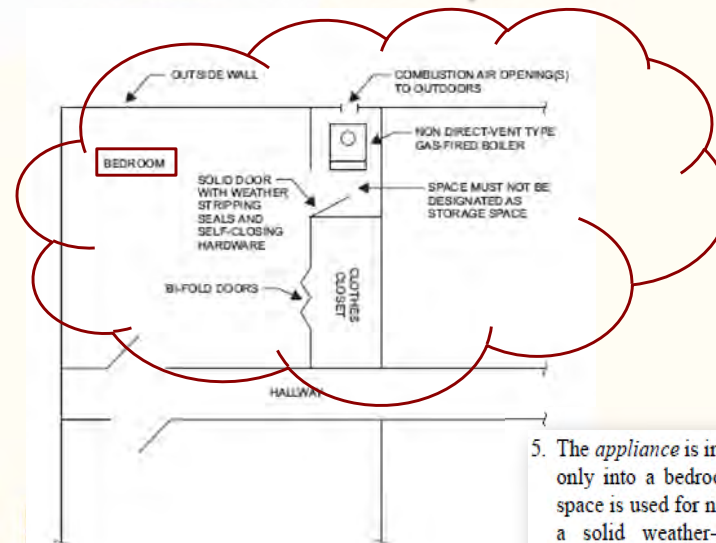 OUTSIDE WALL
COMBUSTION AIR OPENING(S)
TO OUTDOORS
NON DIRECT-VENT TYPE
GAS-FIRED BOILER
BEDROOM
SOLID DOOR
WITH WEATHER
STRIPPING
SEALS AND
SELF-CLOSING
HARDWARE
SPACE MUST NOT BE
DESIGNATED AS
STORAGE SPACE
BI-FOLD DOORS
CLOTHES
CLOSET
HALLWAY
5. The appliance is in
only into a bedroo
space is used for n
a solid weather-